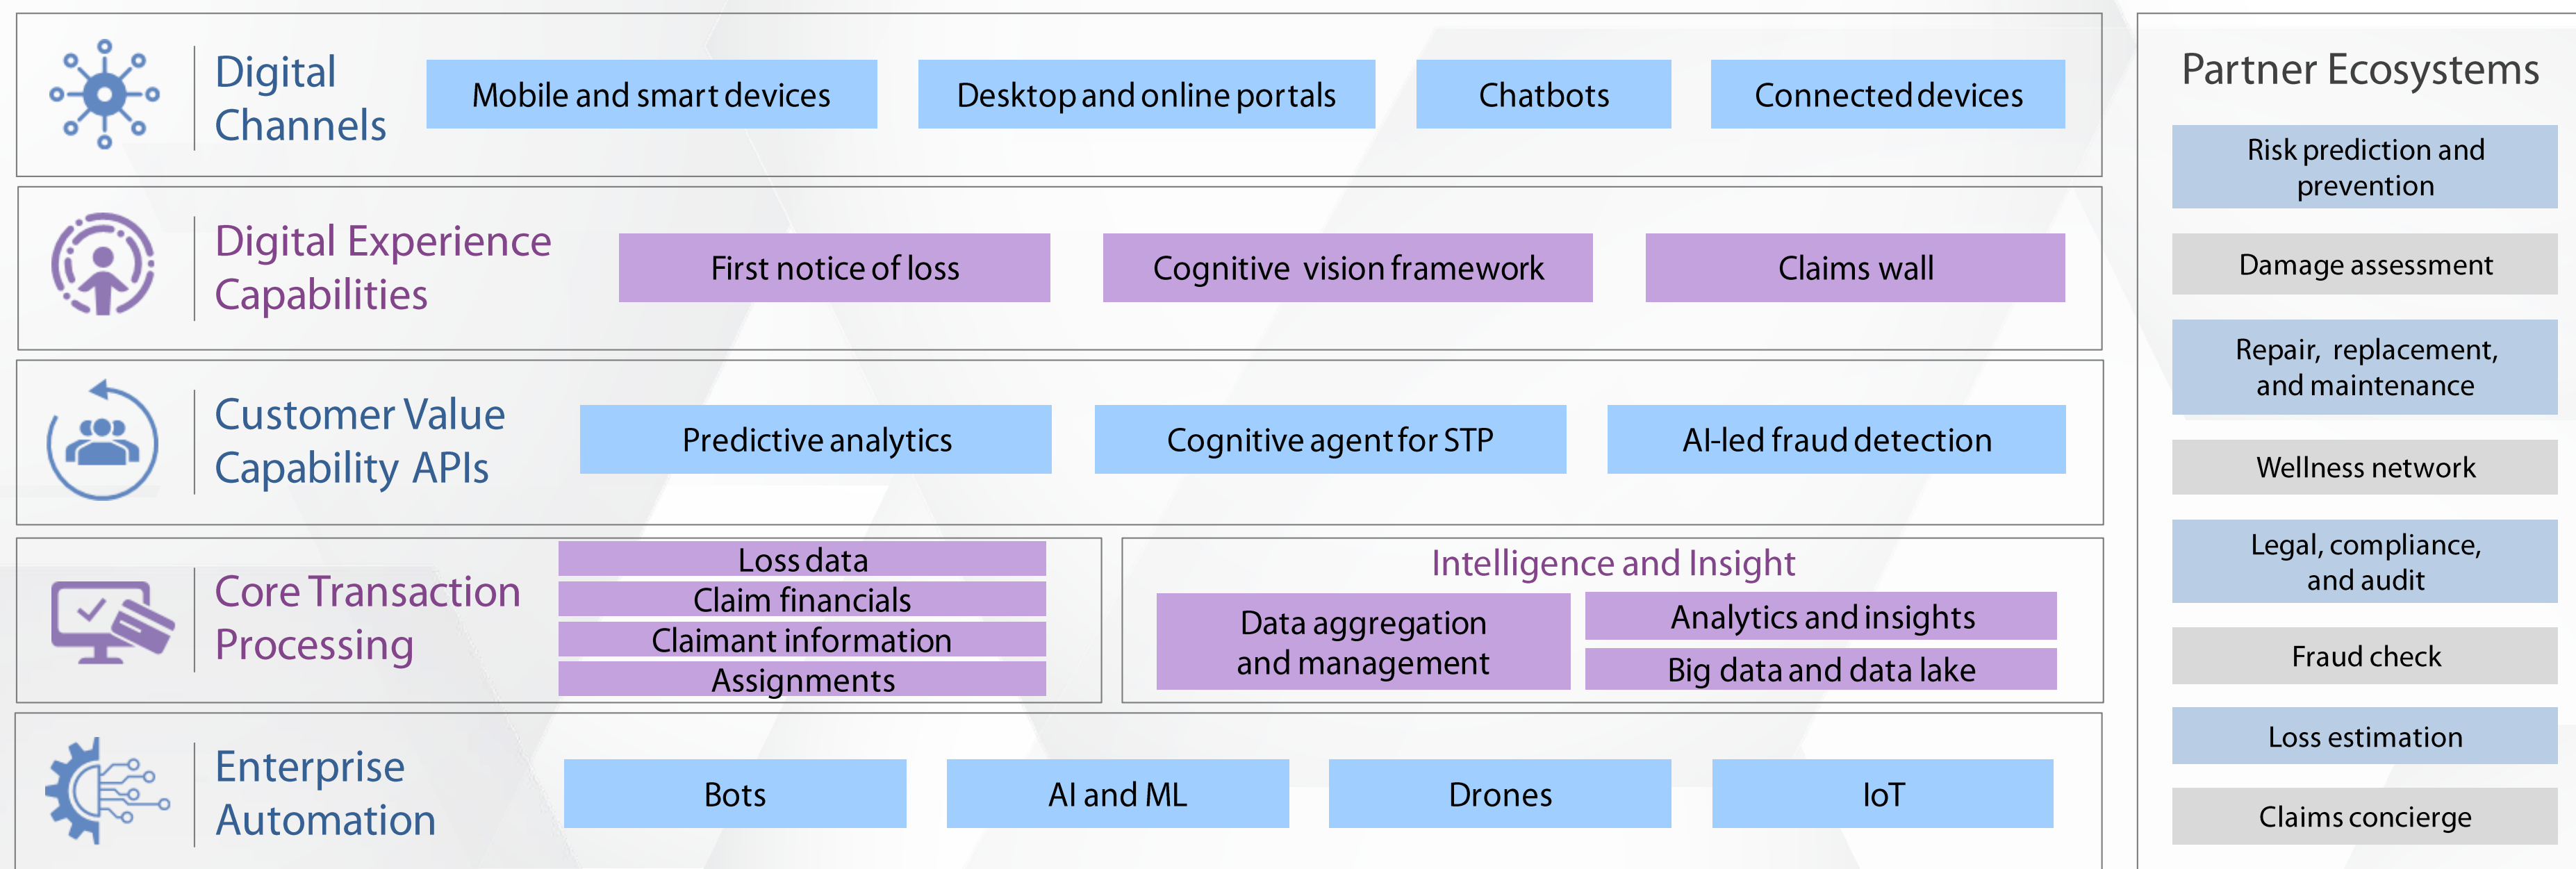 Digital
Channels
Mobile and smart devices
Desktop and online portals
Chatbots
Connected devices
Digital Experience
Capabilities
First notice of loss
Cognitive vision framework
Claims wall
Customer Value
Capability APIs
Predictive analytics
Cognitive agent for STP
AI-led fraud detection
Core Transaction
Processing
Loss data
Claim financials
Claimant information
Assignments
Intelligence and Insight
Data aggregation
and management
Analytics and insights
Big data and data lake
Enterprise
Automation
Bots
AI and ML
Drones
IoT
Partner Ecosystems
Risk prediction and
prevention
Damage assessment
Repair, replacement,
and maintenance
Wellness network
Legal, compliance,
and audit
Fraud check
Loss estimation
Claims concierge